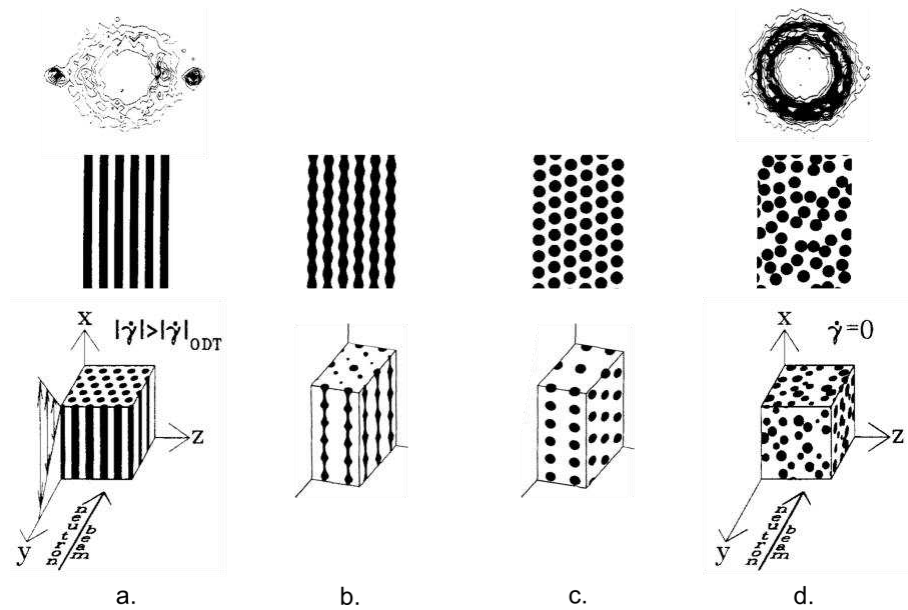 x
|γ̇|>|γ̇|ODT
z
y
neutron
beam
x
γ̇=0
z
y
neutron
beam
a.
b.
c.
d.